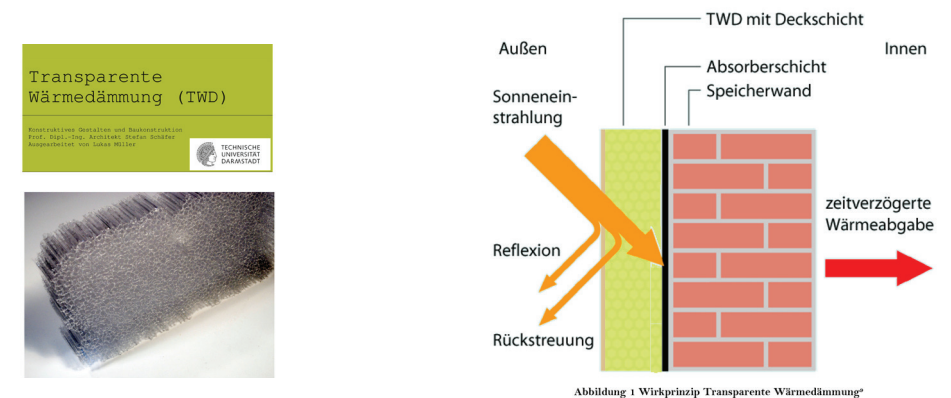 Transparente
Wärmedämmung (TWD)
Konstruktives Gestalten und Baukonstruktion
Prof. Dipl.-Ing. Architekt Stefan Schäfer
Ausgearbeitet von Lukas Müller
TECHNISCHE
UNIVERSITÄT
DARMSTADT
TWD mit Deckschicht
Außen
Innen
Absorberschicht
Sonnenein-
strahlung
Speicherwand
zeitverzögerte
Wärmeabgabe
Reflexion
Rückstreuung
Abbildung 1 Wirkprinzip Transparente Wärmedämmung⁹